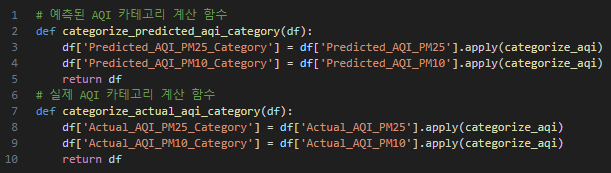 1 # 예측된 AQI 카테고리 계산 함수
2 def categorize_predicted_aqi_category(df):
3     df['Predicted_AQI_PM25_Category'] = df['Predicted_AQI_PM25'].apply(categorize_aqi)
4     df['Predicted_AQI_PM10_Category'] = df['Predicted_AQI_PM10'].apply(categorize_aqi)
5     return df
6 # 실제 AQI 카테고리 계산 함수
7 def categorize_actual_aqi_category(df):
8     df['Actual_AQI_PM25_Category'] = df['Actual_AQI_PM25'].apply(categorize_aqi)
9     df['Actual_AQI_PM10_Category'] = df['Actual_AQI_PM10'].apply(categorize_aqi)
10     return df